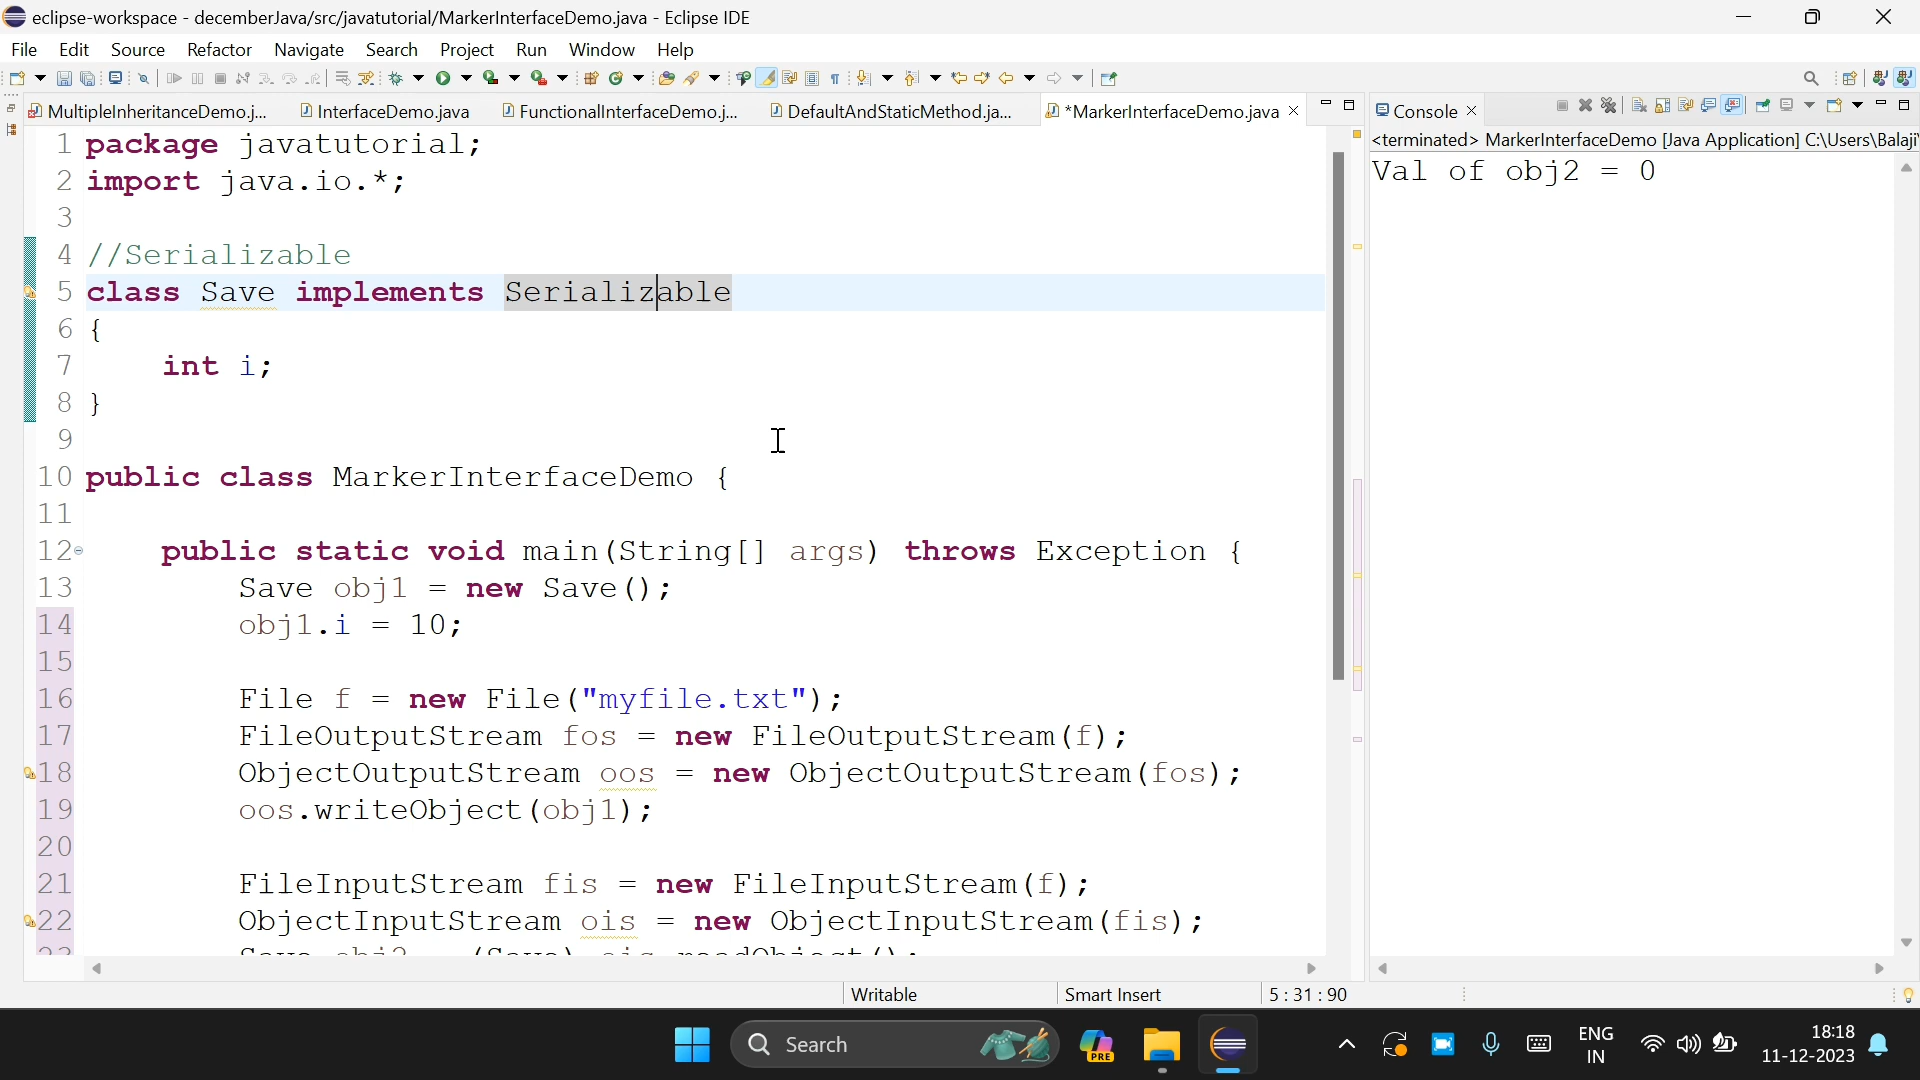 eclipse-workspace - decemberJava/src/javatutorial/MarkerInterfaceDemo.java - Eclipse IDE
File Edit Source Refactor Navigate Search Project Run Window Help
MultipleInheritanceDemo.j... InterfaceDemo.java FunctionalInterfaceDemo.j... DefaultAndStaticMethod.ja... *MarkerInterfaceDemo.java
Console
<terminated> MarkerInterfaceDemo [Java Application] C:\Users\Balaji\
Val of obj2 = 0
1 package javatutorial;
2 import java.io.*;
3
4 //Serializable
5 class Save implements Serializable
6 {
7 int i;
8 }
9
10 public class MarkerInterfaceDemo {
11
12 public static void main(String[] args) throws Exception {
13 Save obj1 = new Save();
14 obj1.i = 10;
15
16 File f = new File("myfile.txt");
17 FileOutputStream fos = new FileOutputStream(f);
18 ObjectOutputStream oos = new ObjectOutputStream(fos);
19 oos.writeObject(obj1);
20
21 FileInputStream fis = new FileInputStream(f);
22 ObjectInputStream ois = new ObjectInputStream(fis);
Writable Smart Insert 5 : 31 : 90
Search
PRE
ENG
IN
18:18
11-12-2023